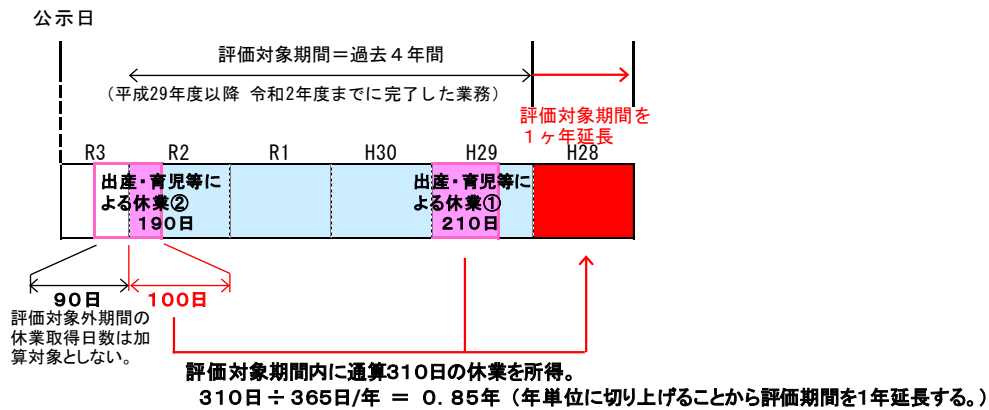 公示日
評価対象期間＝過去４年間
（平成29年度以降 令和2年度までに完了した業務）
評価対象期間を
１ヶ年延長
R3
R2
R1
H30
H29
H28
出産・育児等に
よる休業②
190日
出産・育児等に
よる休業①
210日
90日
100日
評価対象外期間の
休業取得日数は加
算対象としない。
評価対象期間内に通算310日の休業を所得。
310日÷365日/年 ＝ 0．85年（年単位に切り上げることから評価期間を1年延長する。）